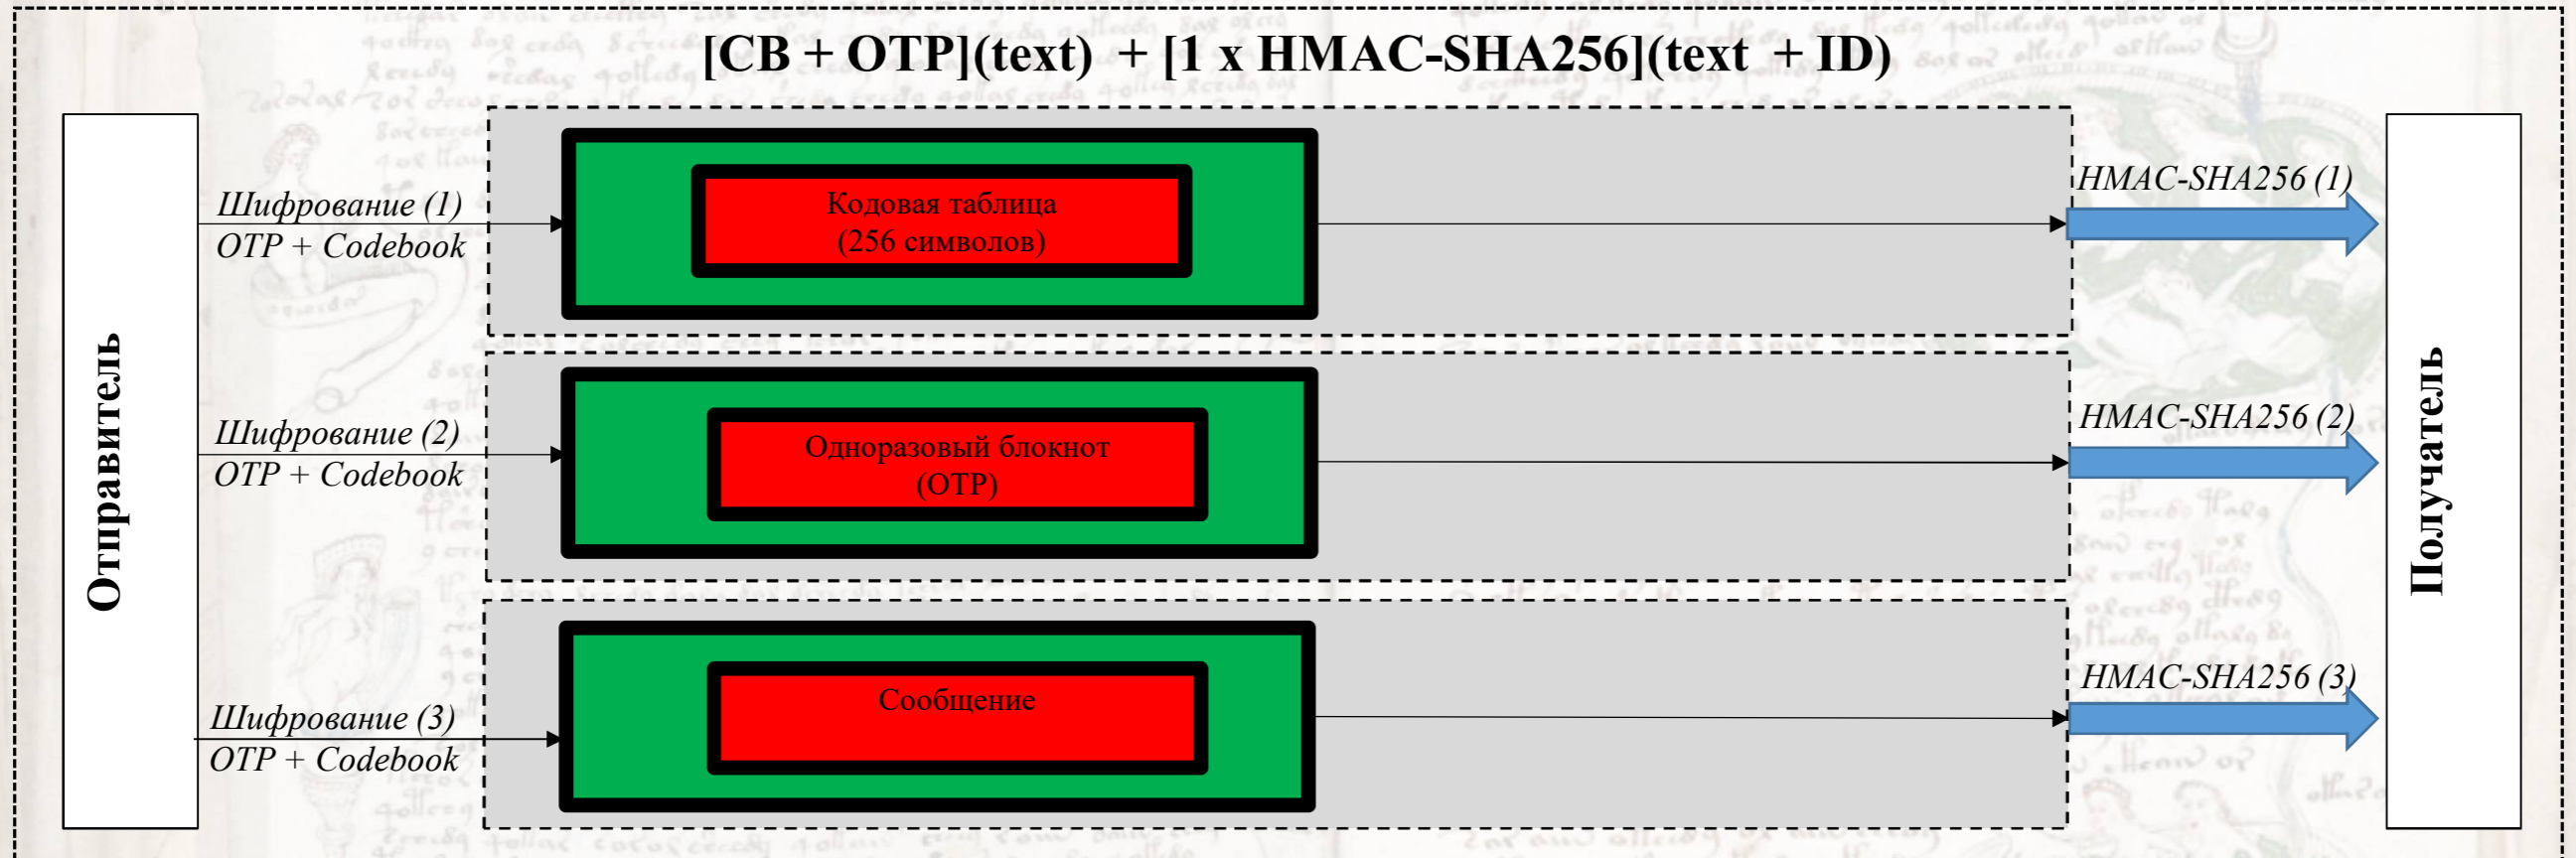 [CB + OTP](text) + [1 x HMAC-SHA256](text + ID)
Отправитель
Шифрование (1)
OTP + Codebook
Кодовая таблица
(256 символов)
HMAC-SHA256 (1)
Шифрование (2)
OTP + Codebook
Одноразовый блокнот
(OTP)
HMAC-SHA256 (2)
Шифрование (3)
OTP + Codebook
Сообщение
HMAC-SHA256 (3)
Получатель